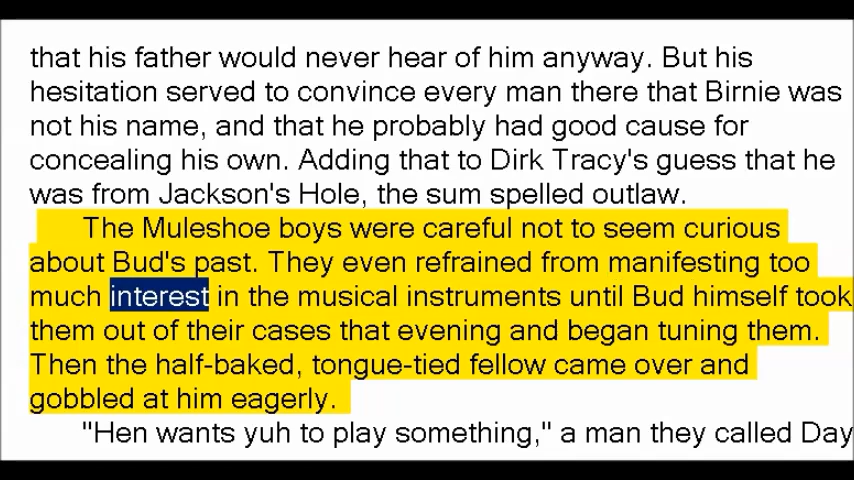 that his father would never hear of him anyway. But his
hesitation served to convince every man there that Birnie was
not his name, and that he probably had good cause for
concealing his own. Adding that to Dirk Tracy's guess that he
was from Jackson's Hole, the sum spelled outlaw.
The Muleshoe boys were careful not to seem curious
about Bud's past. They even refrained from manifesting too
much interest in the musical instruments until Bud himself took
them out of their cases that evening and began tuning them.
Then the half-baked, tongue-tied fellow came over and
gobbled at him eagerly.
"Hen wants yuh to play something," a man they called Day